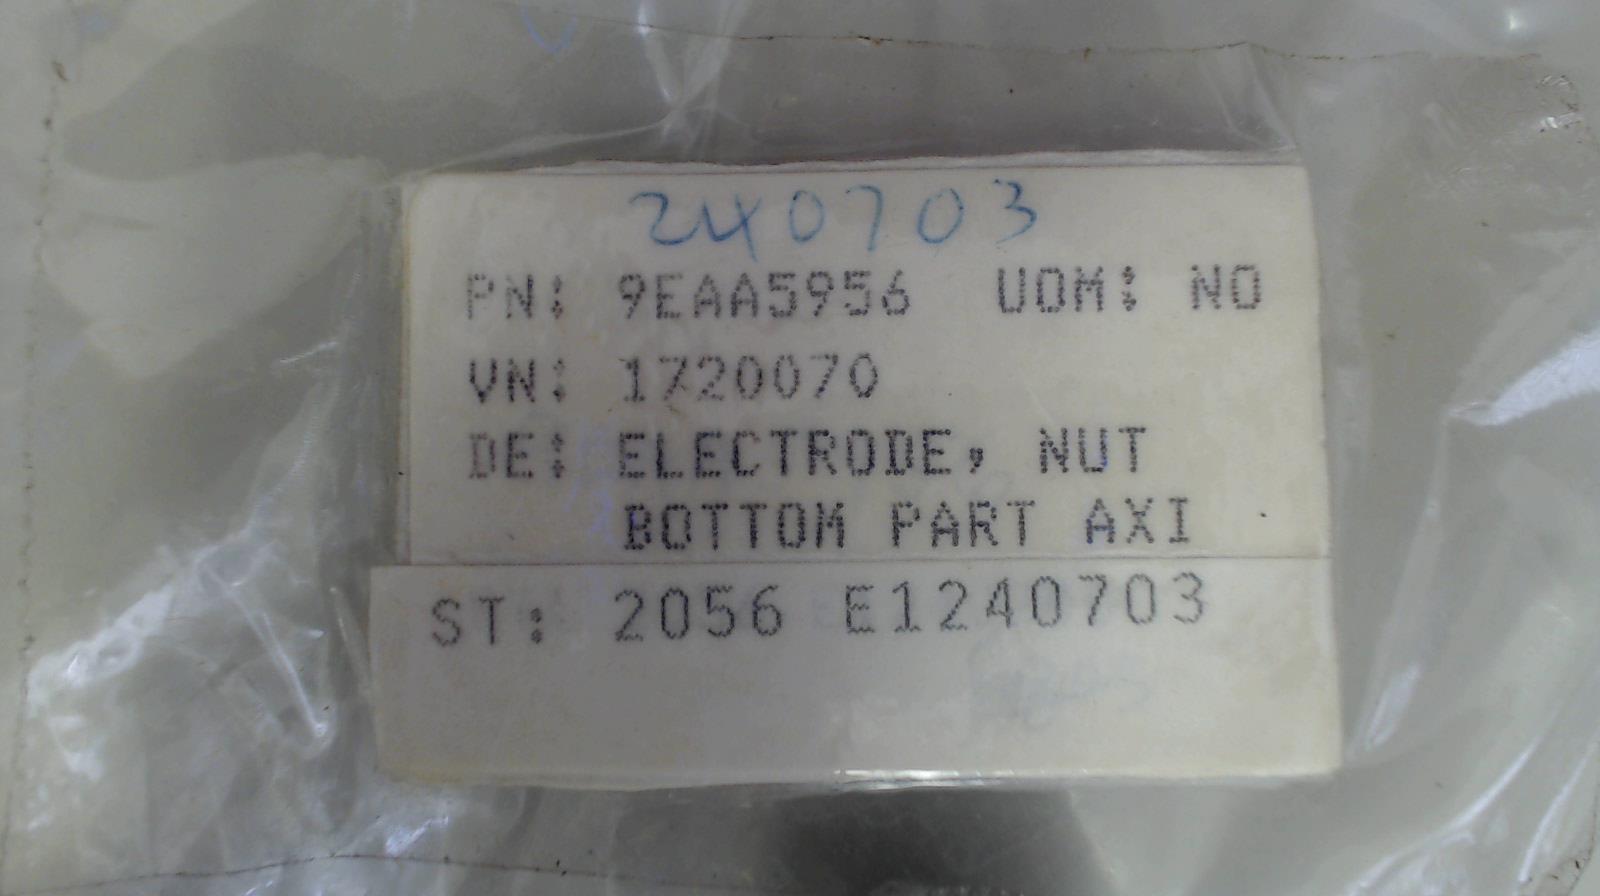 240703
PN: 9EAA5956 UOM: NO
VN: 1720070
DE: ELECTRODE, NUT
BOTTOM PART AXI
ST: 2056 E1240703